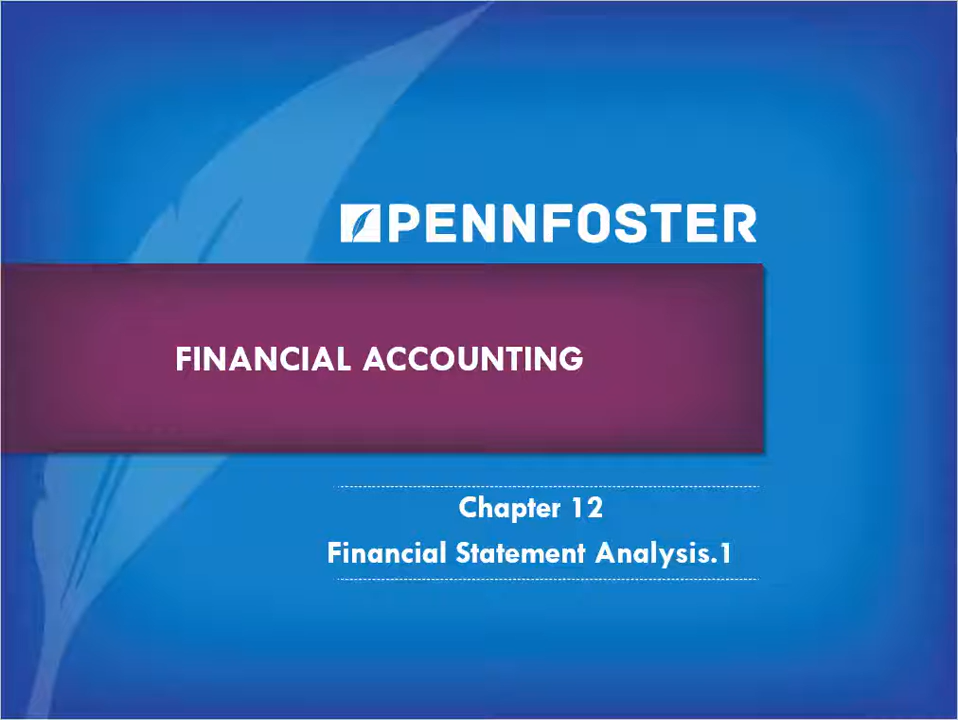 PENNFOSTER
FINANCIAL ACCOUNTING
Chapter 12
Financial Statement Analysis.1